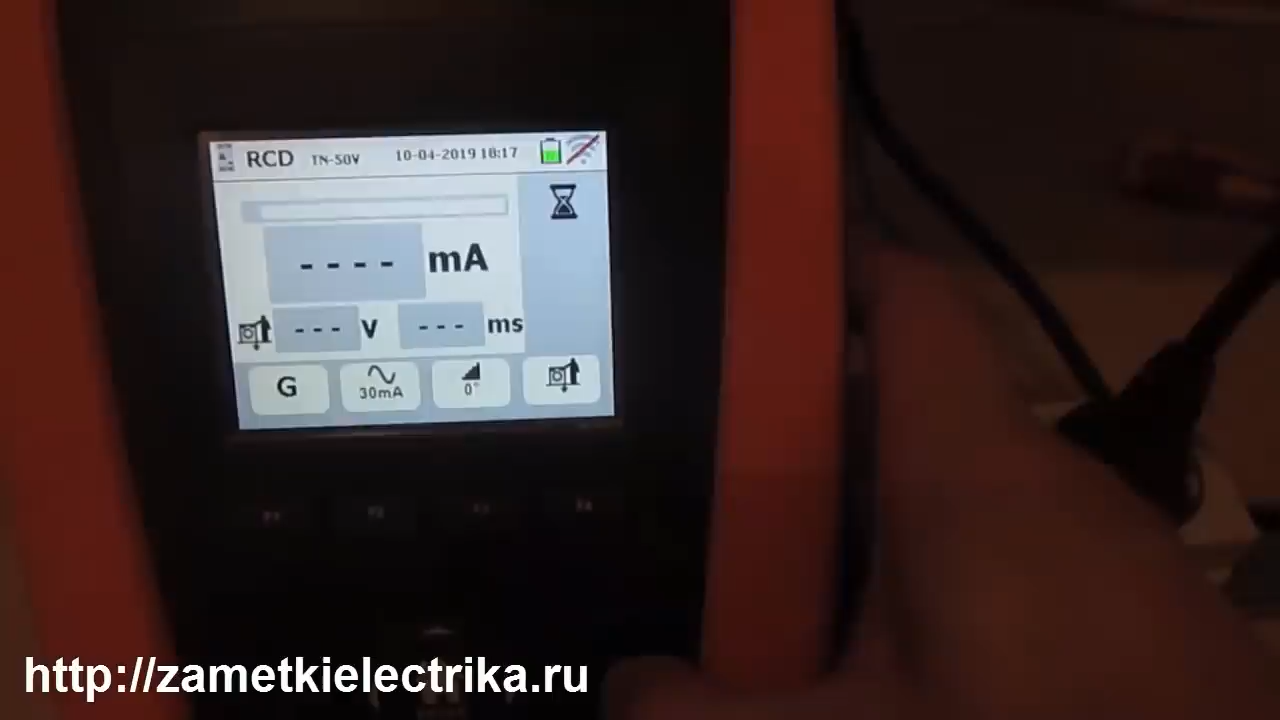 RCD TN-50V 10-04-2019 18:17
- - - - mA
- - - V - - - ms
G 30mA 0°
http://zametkielectrika.ru